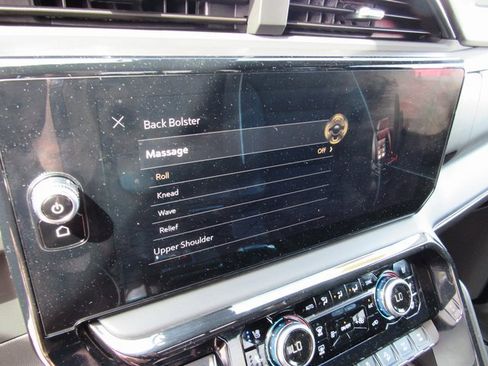 Back Bolster
Massage
Off
Roll
Knead
Wave
Relief
Upper Shoulder
LO
LO